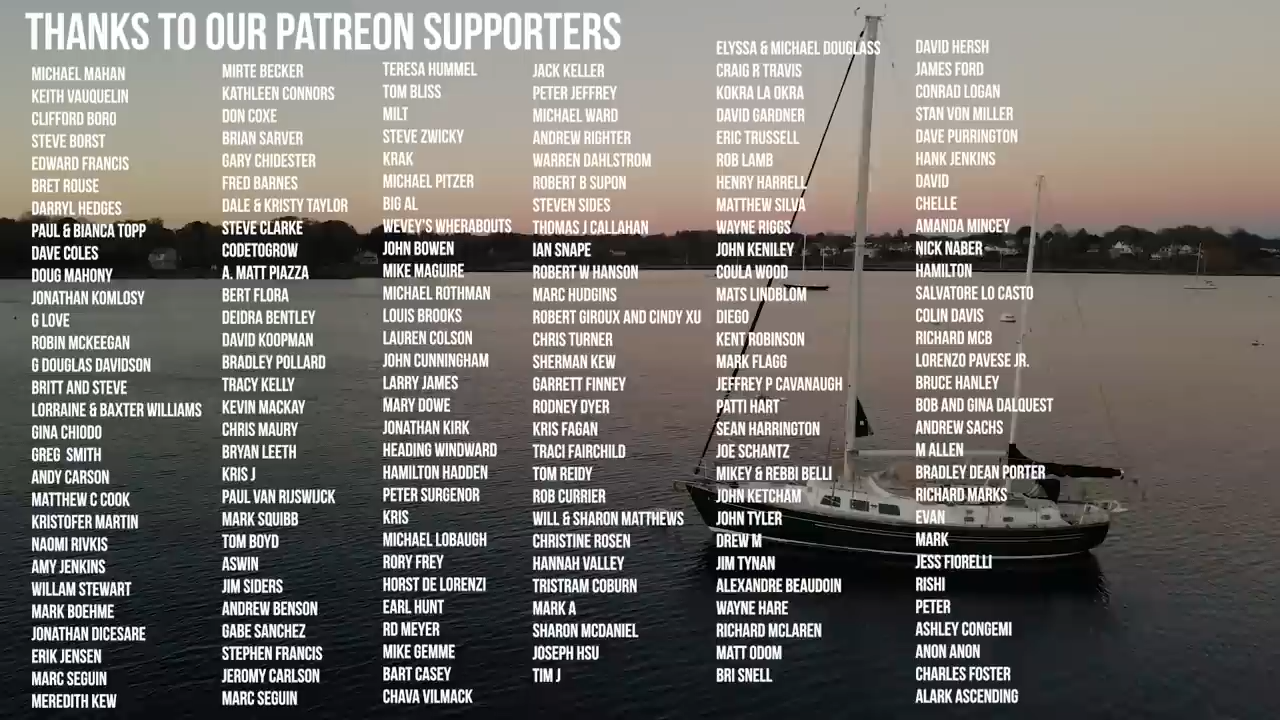 THANKS TO OUR PATREON SUPPORTERS
MICHAEL MAHAN
KEITH VAUQUELIN
CLIFFORD BORO
STEVE BORST
EDWARD FRANCIS
BRET ROUSE
DARRYL HEDGES
PAUL & BIANCA TOPP
DAVE COLES
DOUG MAHONY
JONATHAN KOMLOSY
G LOVE
ROBIN MCKEEGAN
G DOUGLAS DAVIDSON
BRITT AND STEVE
LORRAINE & BAXTER WILLIAMS
GINA CHIODO
GREG  SMITH
ANDY CARSON
MATTHEW C COOK
KRISTOFER MARTIN
NAOMI RIVKIS
AMY JENKINS
WILLAM STEWART
MARK BOEHME
JONATHAN DICESARE
ERIK JENSEN
MARC SEGUIN
MEREDITH KEW
MIRTE BECKER
KATHLEEN CONNORS
DON COXE
BRIAN SARVER
GARY CHIDESTER
FRED BARNES
DALE & KRISTY TAYLOR
STEVE CLARKE
CODETOGROW
A. MATT PIAZZA
BERT FLORA
DEIDRA BENTLEY
DAVID KOOPMAN
BRADLEY POLLARD
TRACY KELLY
KEVIN MACKAY
CHRIS MAURY
BRYAN LEETH
KRIS J
PAUL VAN RIJSWIJCK
MARK SQUIBB
TOM BOYD
ASWIN
JIM SIDERS
ANDREW BENSON
GABE SANCHEZ
STEPHEN FRANCIS
JEROMY CARLSON
MARC SEGUIN
TERESA HUMMEL
TOM BLISS
MILT
STEVE ZWICKY
KRAK
MICHAEL PITZER
BIG AL
WEVEY'S WHERABOUTS
JOHN BOWEN
MIKE MAGUIRE
MICHAEL ROTHMAN
LOUIS BROOKS
LAUREN COLSON
JOHN CUNNINGHAM
LARRY JAMES
MARY DOWE
JONATHAN KIRK
HEADING WINDWARD
HAMILTON HADDEN
PETER SURGENOR
KRIS
MICHAEL LOBAUGH
RORY FREY
HORST DE LORENZI
EARL HUNT
RD MEYER
MIKE GEMME
BART CASEY
CHAVA VILMACK
JACK KELLER
PETER JEFFREY
MICHAEL WARD
ANDREW RIGHTER
WARREN DAHLSTROM
ROBERT B SUPON
STEVEN SIDES
THOMAS J CALLAHAN
IAN SNAPE
ROBERT W HANSON
MARC HUDGINS
ROBERT GIROUX AND CINDY XU
CHRIS TURNER
SHERMAN KEW
GARRETT FINNEY
RODNEY DYER
KRIS FAGAN
TRACI FAIRCHILD
TOM REIDY
ROB CURRIER
WILL & SHARON MATTHEWS
CHRISTINE ROSEN
HANNAH VALLEY
TRISTRAM COBURN
MARK A
SHARON MCDANIEL
JOSEPH HSU
TIM J
ELYSSA & MICHAEL DOUGLASS
CRAIG R TRAVIS
KOKRA LA OKRA
DAVID GARDNER
ERIC TRUSSELL
ROB LAMB
HENRY HARRELL
MATTHEW SILVA
WAYNE RIGGS
JOHN KENILEY
COULA WOOD
MATS LINDBLOM
DIEGO
KENT ROBINSON
MARK FLAGG
JEFFREY P CAVANAUGH
PATTI HART
SEAN HARRINGTON
JOE SCHANTZ
MIKEY & REBBI BELLI
JOHN KETCHAM
JOHN TYLER
DREW M
JIM TYNAN
ALEXANDRE BEAUDOIN
WAYNE HARE
RICHARD MCLAREN
MATT ODOM
BRI SNELL
DAVID HERSH
JAMES FORD
CONRAD LOGAN
STAN VON MILLER
DAVE PURRINGTON
HANK JENKINS
DAVID
CHELLE
AMANDA MINCEY
NICK NABER
HAMILTON
SALVATORE LO CASTO
COLIN DAVIS
RICHARD MCB
LORENZO PAVESE JR.
BRUCE HANLEY
BOB AND GINA DALQUEST
ANDREW SACHS
M ALLEN
BRADLEY DEAN PORTER
RICHARD MARKS
EVAN
MARK
JESS FIORELLI
RISHI
PETER
ASHLEY CONGEMI
ANON ANON
CHARLES FOSTER
ALARK ASCENDING